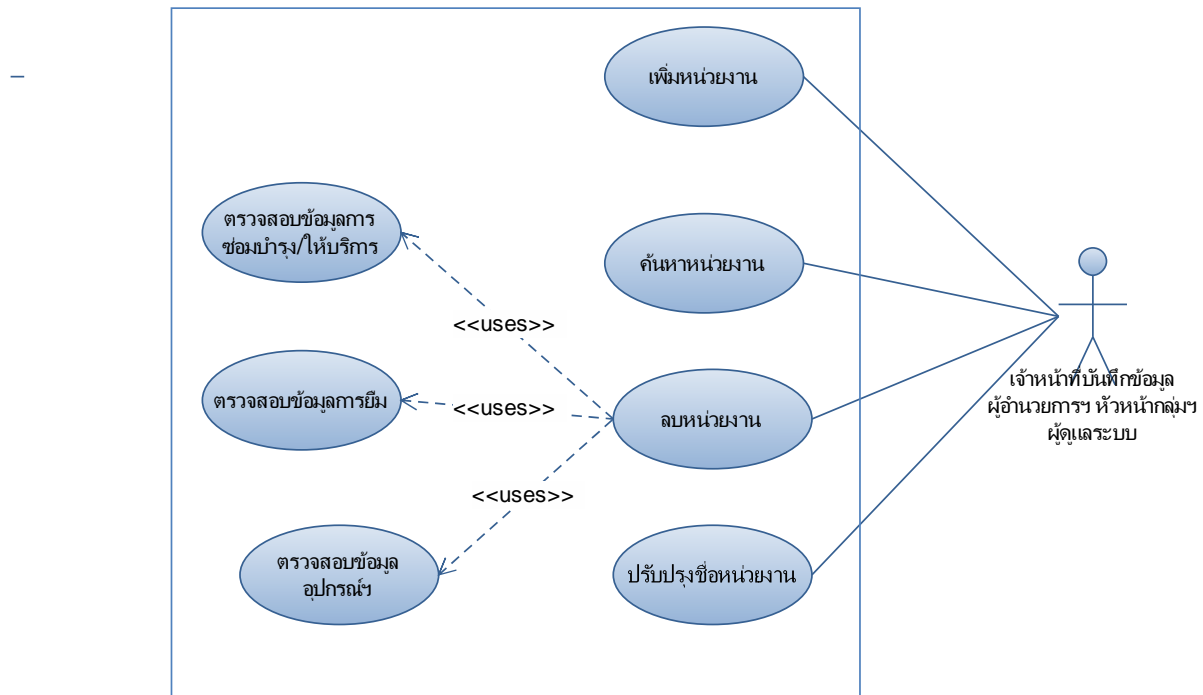 เพิ่มหน่วยงาน
ตรวจสอบข้อมูลการ
ซ่อมบำรุง/ให้บริการ
ค้นหาหน่วยงาน
<<uses>>
ตรวจสอบข้อมูลการยืม
<<uses>>
ลบหน่วยงาน
เจ้าหน้าที่บันทึกข้อมูล
ผู้อำนวยการฯ หัวหน้ากลุ่มฯ
ผู้ดูแลระบบ
<<uses>>
ตรวจสอบข้อมูล
อุปกรณ์ฯ
ปรับปรุงชื่อหน่วยงาน